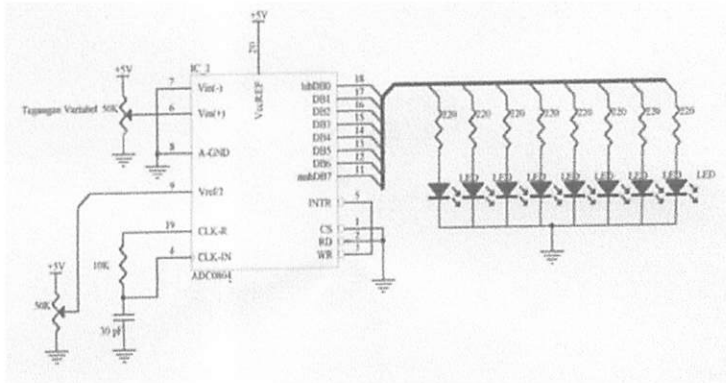 +5V
20
IC_1
VccREF
+5V
Tegangan Variabel 50K
7 Vin(-)
6 Vin(+)
8 A-GND
9 Vref/2
19 CLK-R
4 CLK-IN
ADC0804
lsbDB0 18
DB1 17
DB2 16
DB3 15
DB4 14
DB5 13
DB6 12
msbDB7 11
INTR 5
CS 1
RD 2
WR 3
10K
+5V
50K
30 pF
220 220 220 220 220 220 220 220
LED LED LED LED LED LED LED LED